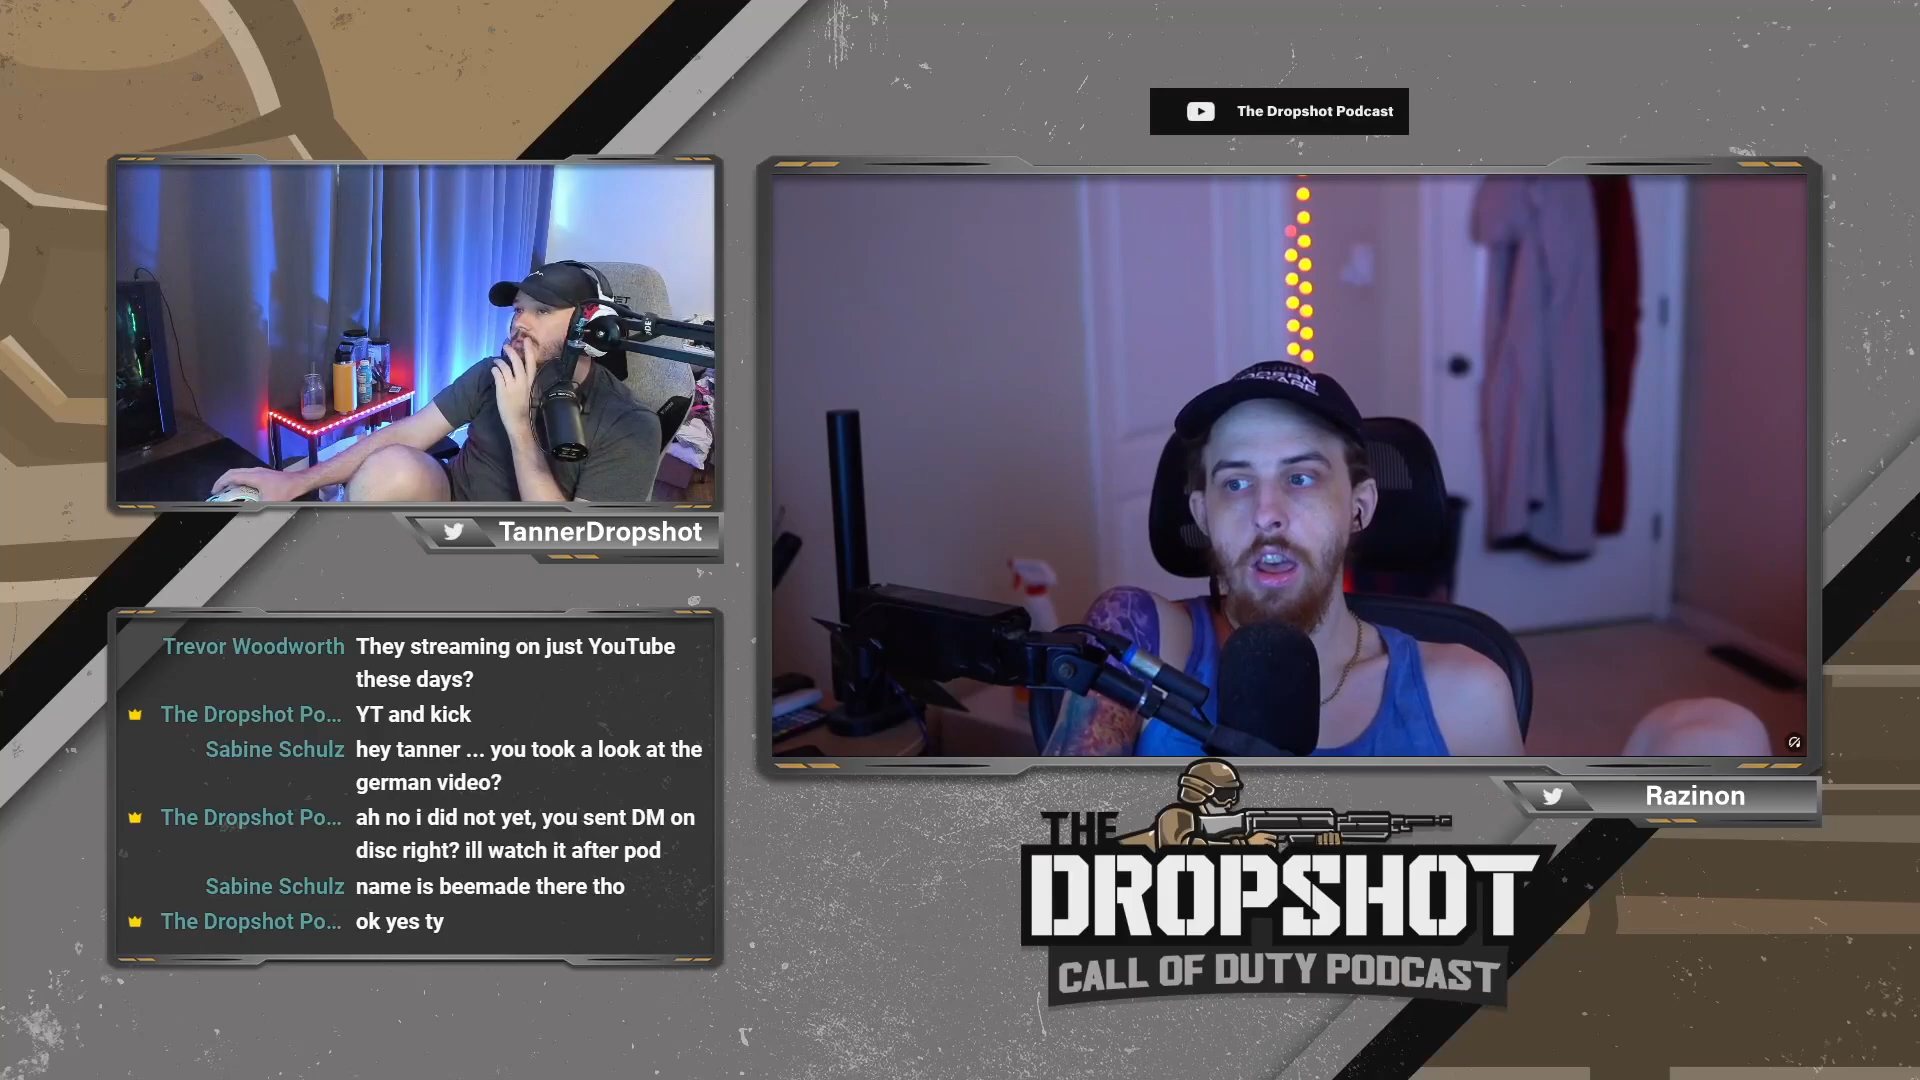 The Dropshot Podcast
MODERN
WARFARE
TannerDropshot
Trevor Woodworth They streaming on just YouTube
these days?
The Dropshot Po... YT and kick
Sabine Schulz hey tanner ... you took a look at the
german video?
The Dropshot Po... ah no i did not yet, you sent DM on
disc right? ill watch it after pod
Sabine Schulz name is beemade there tho
The Dropshot Po... ok yes ty
Razinon
THE
DROPSHOT
CALL OF DUTY PODCAST